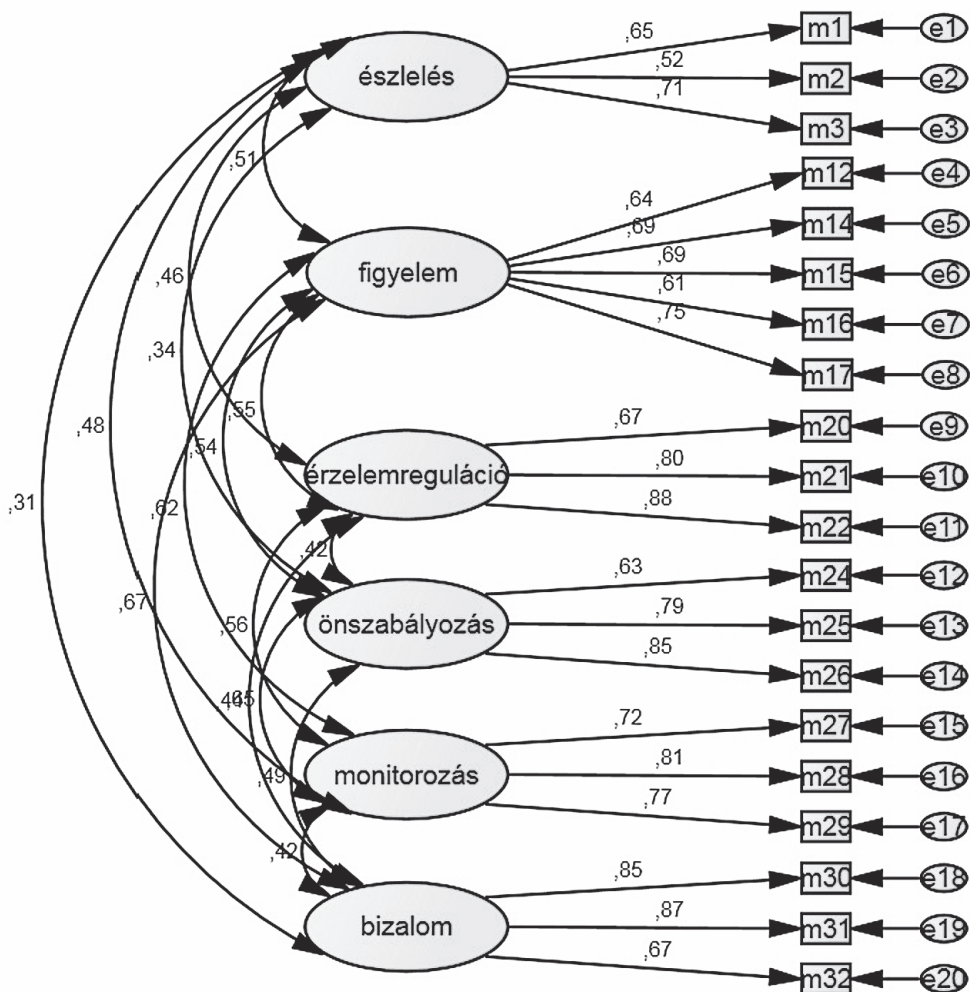 ,65 m1 e1
észlelés ,52 m2 e2
,71 m3 e3
,51 ,64 m12 e4
,69 m14 e5
figyelem ,69 m15 e6
,46 ,61 m16 e7
,34 ,75 m17 e8
,48 ,54 ,55 ,67 m20 e9
érzelemreguláció ,80 m21 e10
,31 ,62 ,88 m22 e11
,42 ,63 m24 e12
,67 ,56 önszabályozás ,79 m25 e13
,85 m26 e14
,72 m27 e15
,49 monitorozás ,81 m28 e16
,77 m29 e17
,42 ,85 m30 e18
bizalom ,87 m31 e19
,67 m32 e20